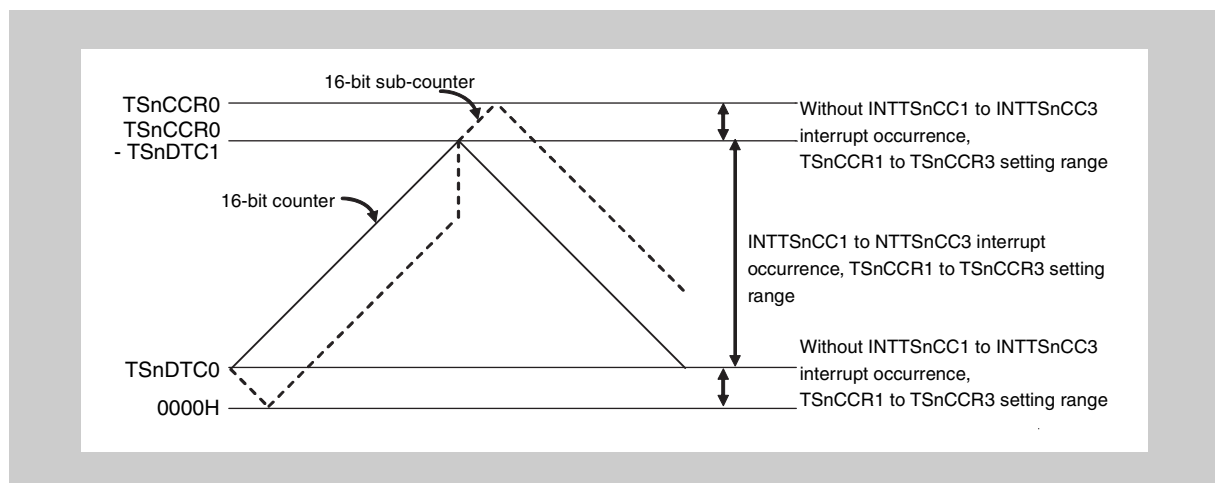 16-bit sub-counter
TSnCCR0
TSnCCR0
- TSnDTC1
Without INTTSnCC1 to INTTSnCC3
interrupt occurrence,
TSnCCR1 to TSnCCR3 setting range
16-bit counter
INTTSnCC1 to NTTSnCC3 interrupt
occurrence, TSnCCR1 to TSnCCR3 setting
range
TSnDTC0
0000H
Without INTTSnCC1 to INTTSnCC3
interrupt occurrence,
TSnCCR1 to TSnCCR3 setting range